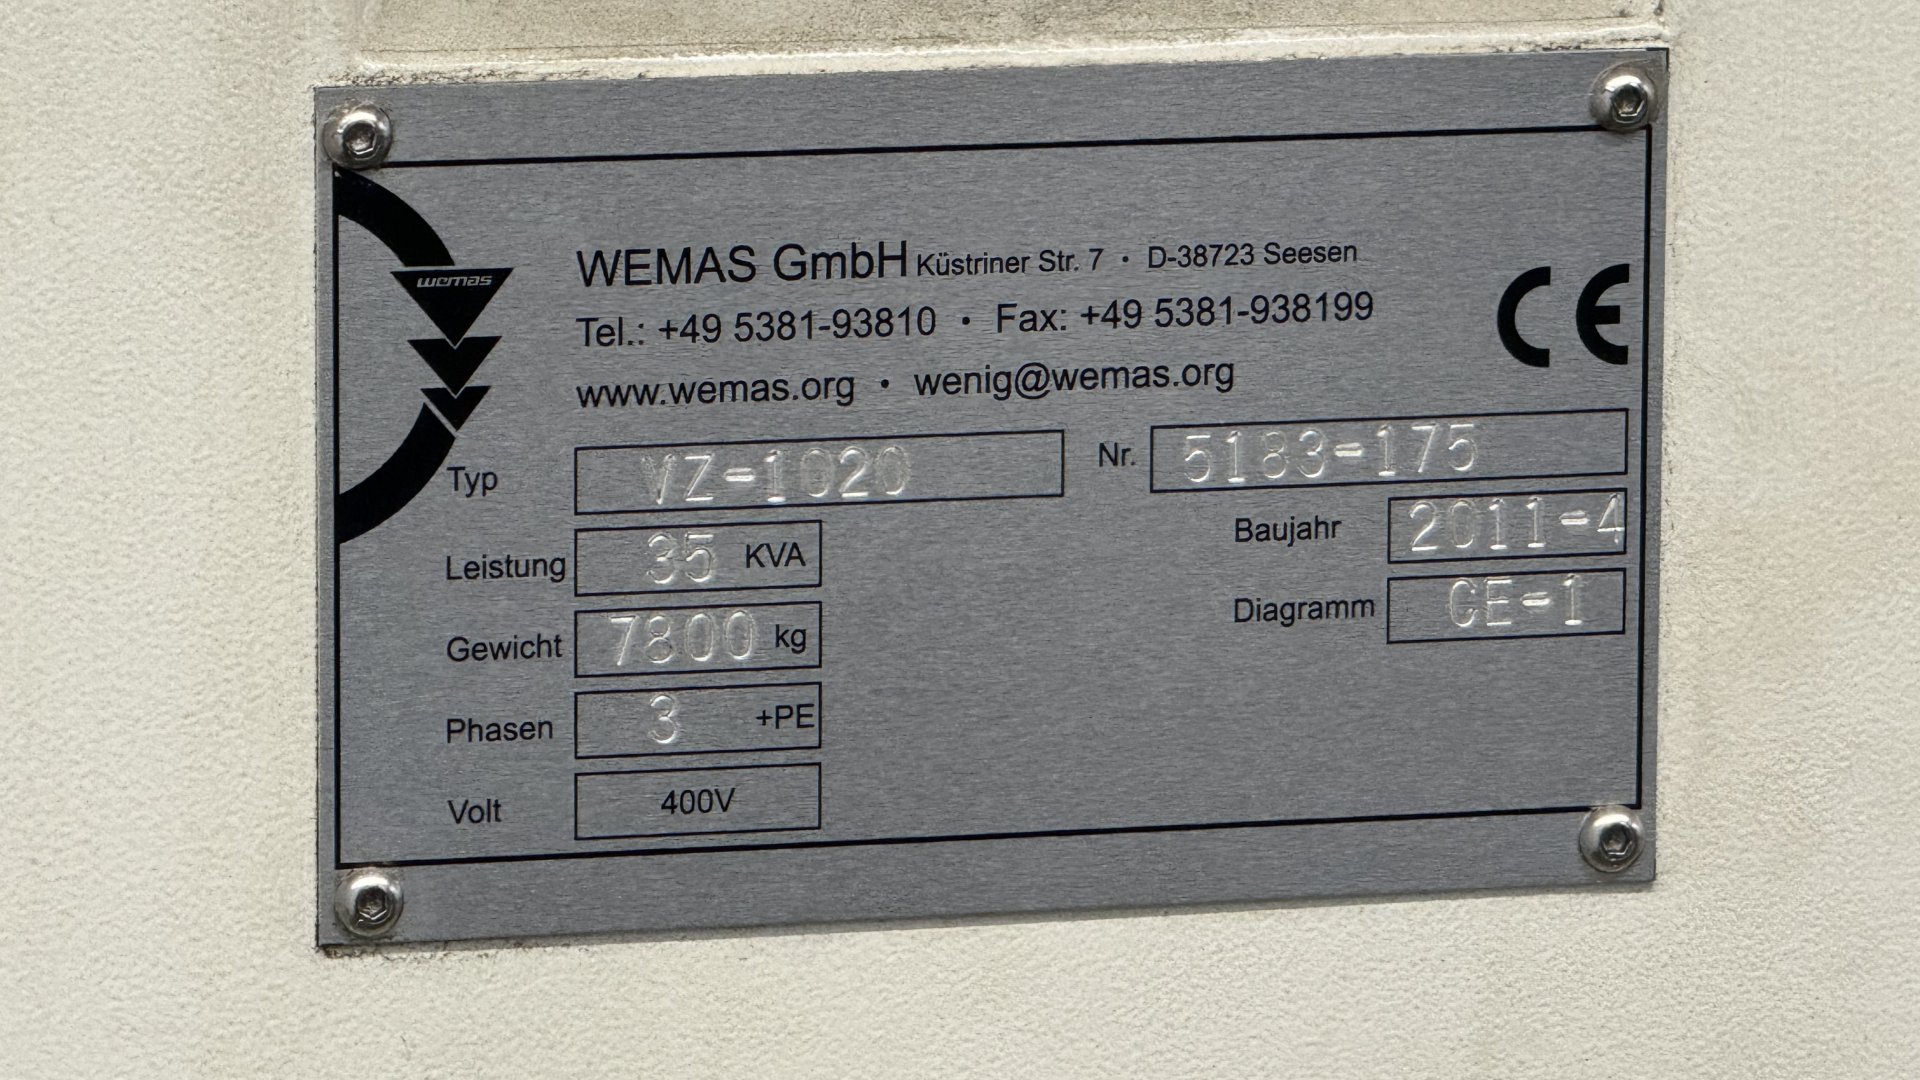 wemas
WEMAS GmbH Küstriner Str. 7 • D-38723 Seesen
Tel.: +49 5381-93810 • Fax: +49 5381-938199
www.wemas.org • wenig@wemas.org
CE
Typ VZ-1020 Nr. 5183-175
Baujahr 2011-4
Leistung 35 KVA
Diagramm CE-1
Gewicht 7800 kg
Phasen 3 +PE
Volt 400V